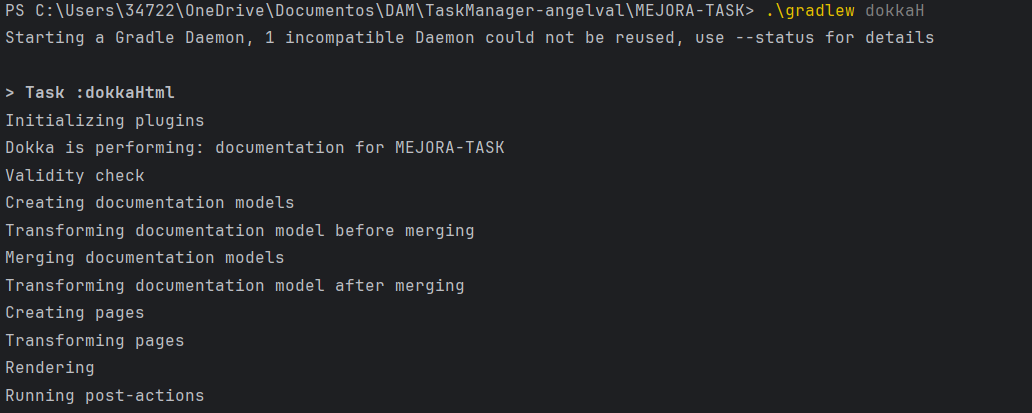 PS C:\Users\34722\OneDrive\Documentos\DAM\TaskManager-angelval\MEJORA-TASK> .\gradlew dokkaH
Starting a Gradle Daemon, 1 incompatible Daemon could not be reused, use --status for details
> Task :dokkaHtml
Initializing plugins
Dokka is performing: documentation for MEJORA-TASK
Validity check
Creating documentation models
Transforming documentation model before merging
Merging documentation models
Transforming documentation model after merging
Creating pages
Transforming pages
Rendering
Running post-actions